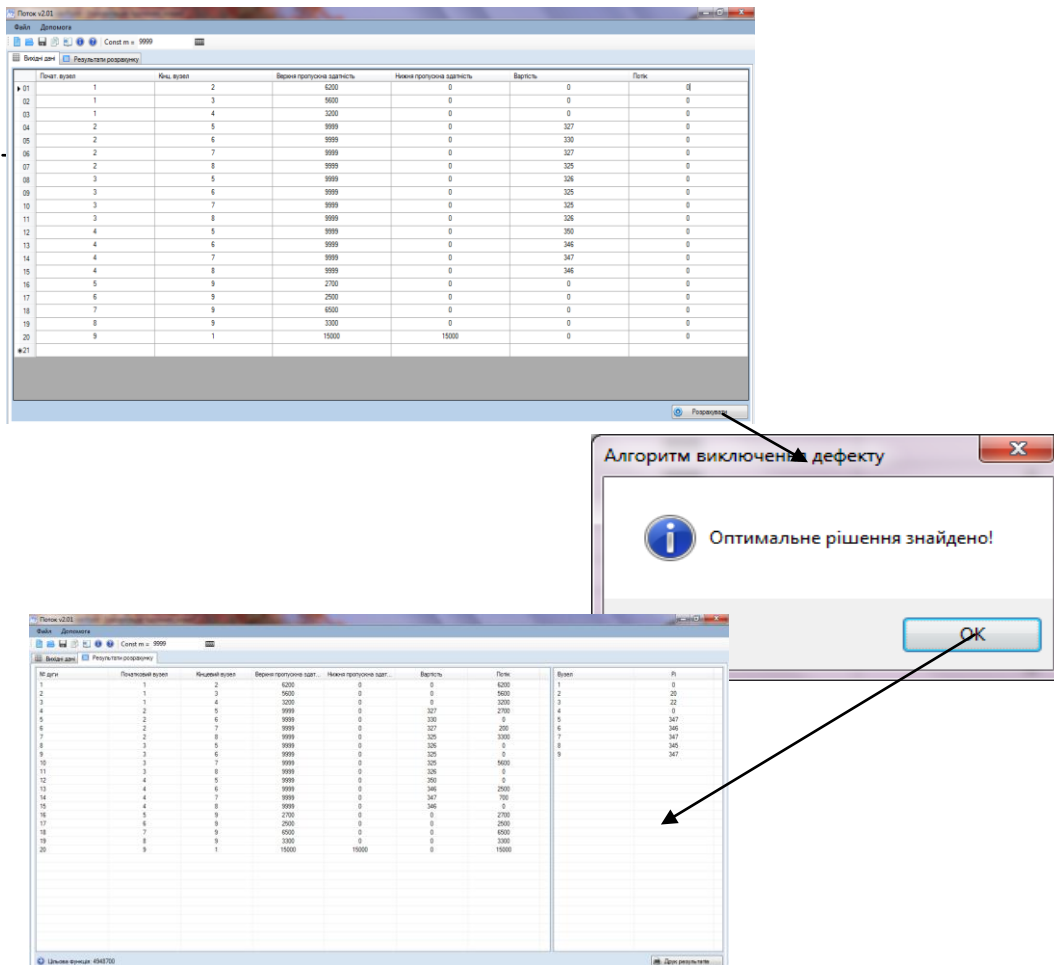 Поток v2.01
Файл Допомога
Const m = 9999
Вихідні дані Результати розрахунку
Почат. вузел Кінц. вузел Верхня пропускна здатність Нижня пропускна здатність Вартість Потік
01 1 2 6200 0 0 0
02 1 3 5600 0 0 0
03 1 4 3200 0 0 0
04 2 5 9999 0 327 0
05 2 6 9999 0 330 0
06 2 7 9999 0 327 0
07 2 8 9999 0 325 0
08 3 5 9999 0 326 0
09 3 6 9999 0 325 0
10 3 7 9999 0 325 0
11 3 8 9999 0 326 0
12 4 5 9999 0 350 0
13 4 6 9999 0 346 0
14 4 7 9999 0 347 0
15 4 8 9999 0 346 0
16 5 9 2700 0 0 0
17 6 9 2500 0 0 0
18 7 9 6500 0 0 0
19 8 9 3300 0 0 0
20 9 1 15000 15000 0 0
21
Розрахувати
Алгоритм виключення дефекту
Оптимальне рішення знайдено!
OK
Поток v2.01
Файл Допомога
Const m = 9999
Вихідні дані Результати розрахунку
№ дуги Початковий вузел Кінцевий вузел Верхня пропускна здат... Нижня пропускна здат... Вартість Потік Вузел Pi
1 1 2 6200 0 0 6200 1 0
2 1 3 5600 0 0 5600 2 20
3 1 4 3200 0 0 3200 3 22
4 2 5 9999 0 327 2700 4 0
5 2 6 9999 0 330 0 5 347
6 2 7 9999 0 327 200 6 346
7 2 8 9999 0 325 3300 7 347
8 3 5 9999 0 326 0 8 345
9 3 6 9999 0 325 0 9 347
10 3 7 9999 0 325 5600
11 3 8 9999 0 326 0
12 4 5 9999 0 350 0
13 4 6 9999 0 346 2500
14 4 7 9999 0 347 700
15 4 8 9999 0 346 0
16 5 9 2700 0 0 2700
17 6 9 2500 0 0 2500
18 7 9 6500 0 0 6500
19 8 9 3300 0 0 3300
20 9 1 15000 15000 0 15000
Цільова функція: 4948700 Друк результатів